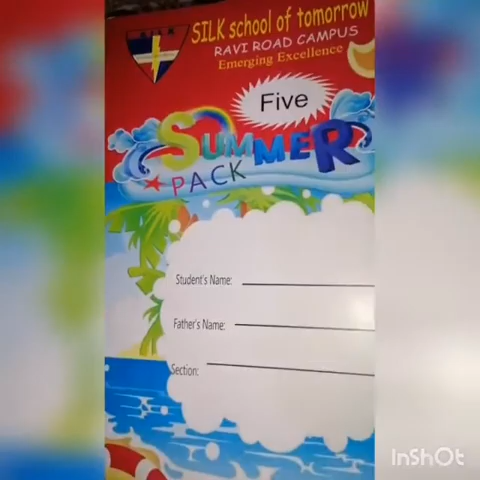 SILK school of tomorrow
RAVI ROAD CAMPUS
Emerging Excellence
Five
SUMMER
PACK
Student's Name:
Father's Name:
Section:
InShOt